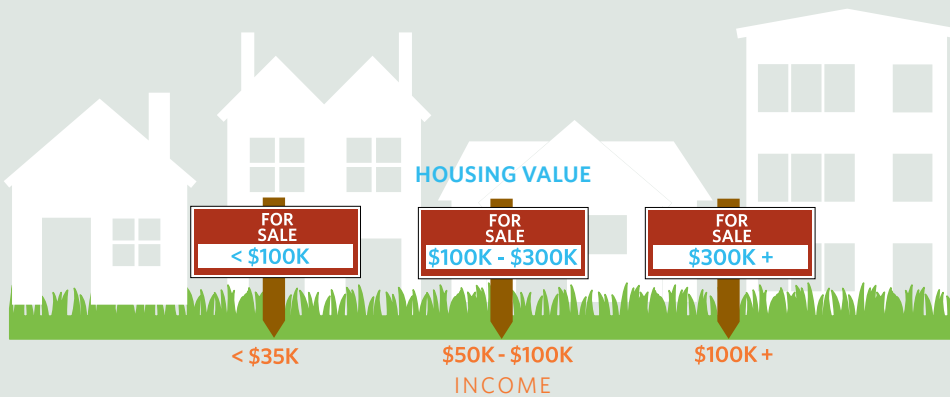 HOUSING VALUE
FOR
SALE
< $100K
FOR
SALE
$100K - $300K
FOR
SALE
$300K +
< $35K
$50K - $100K
$100K +
INCOME